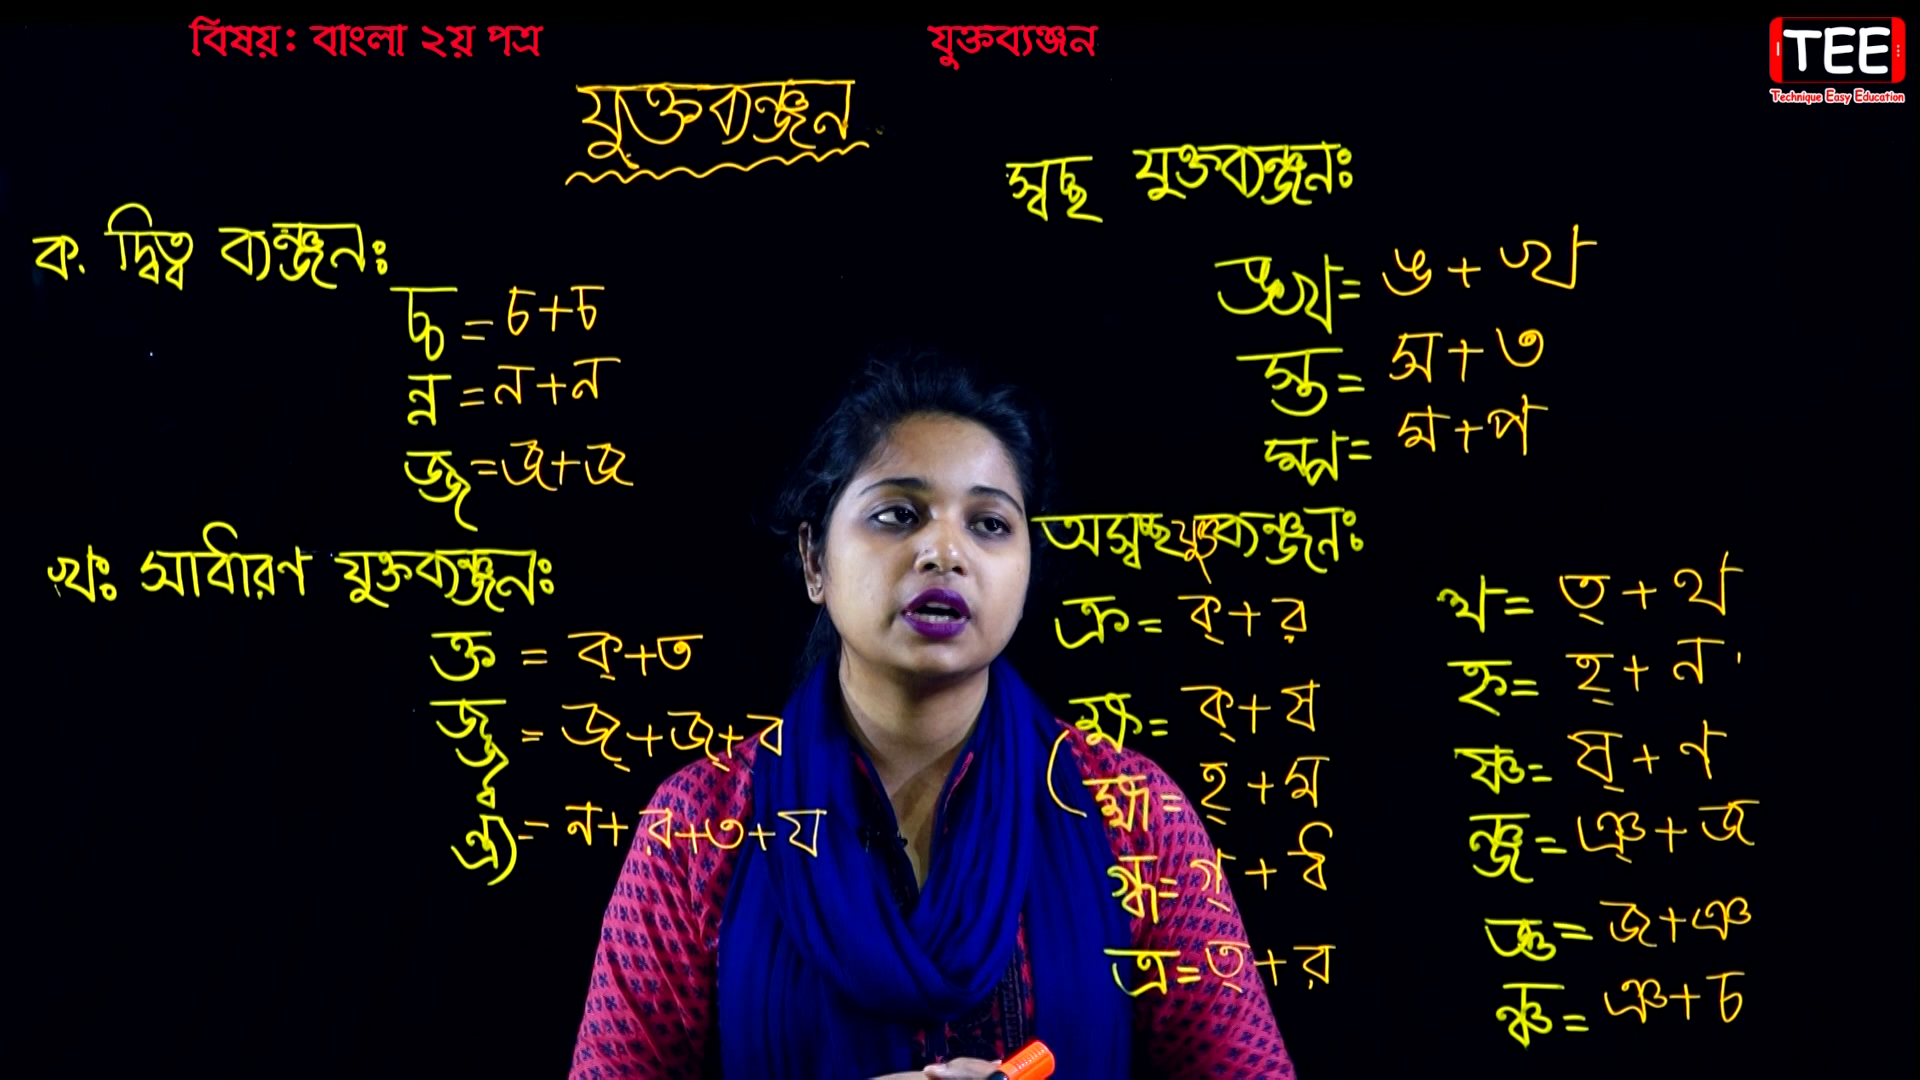 বিষয়: বাংলা ২য় পত্র
যুক্তব্যঞ্জন
TEE
Technique Easy Education
যুক্তব্যঞ্জন
ক. দ্বিত্ব ব্যঞ্জনঃ
চ্চ = চ+চ
ন্ন = ন+ন
জ্জ = জ+জ
খঃ সাধারণ যুক্তব্যঞ্জনঃ
ক্ত = ক্+ত
জ্জ্ব = জ্+জ্+ব
= ন+র+ত+য
স্বচ্ছ যুক্তব্যঞ্জনঃ
ঙ্খ = ঙ+খ
স্ত = স+ত
ম্প = ম+প
অস্বচ্ছ যুক্তব্যঞ্জনঃ
ক্র = ক্+র
ক্ষ = ক্+ষ
হ্ম = হ্+ম
গ্ধ = গ্+ধ
ত্র = ত্+র
ত্থ = ত্+থ
হ্ন = হ্+ন
ষ্ণ = ষ্+ণ
ঞ্জ = ঞ্+জ
জ্ঞ = জ+ঞ
ঞ্চ = ঞ+চ